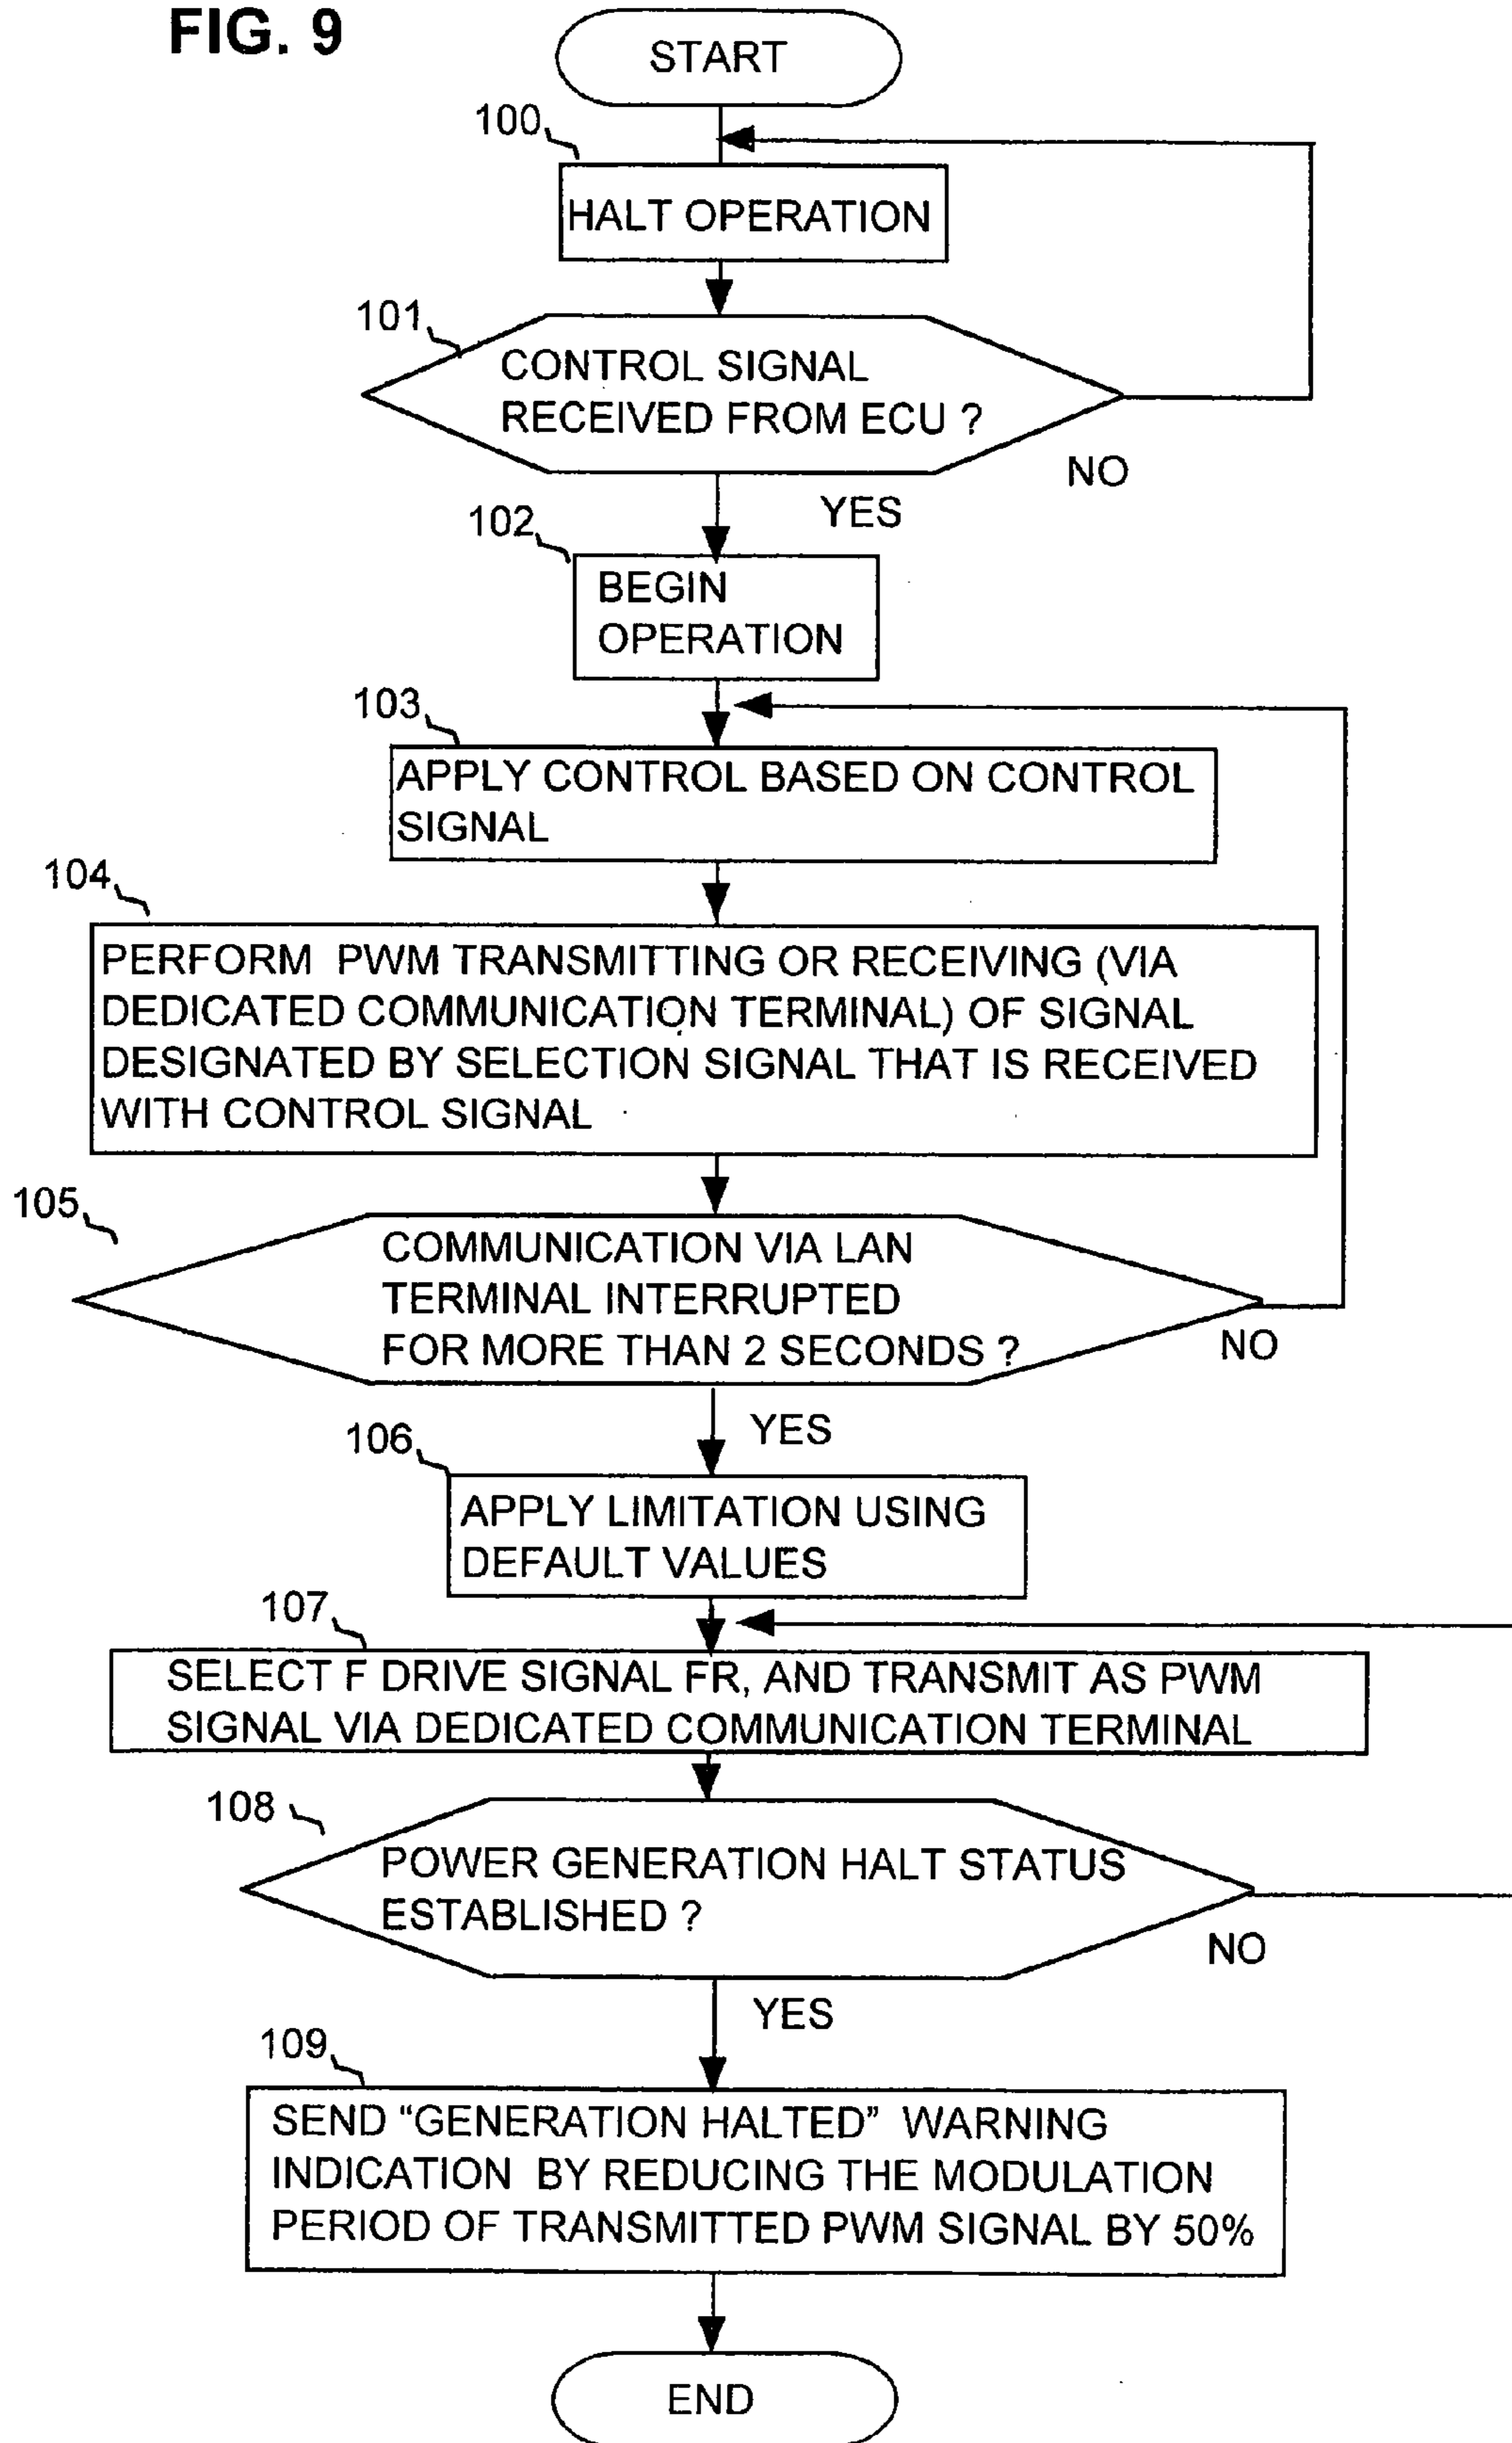 FIG. 9
START
100
HALT OPERATION
101
CONTROL SIGNAL
RECEIVED FROM ECU ?
NO
YES
102
BEGIN
OPERATION
103
APPLY CONTROL BASED ON CONTROL
SIGNAL
104
PERFORM PWM TRANSMITTING OR RECEIVING (VIA
DEDICATED COMMUNICATION TERMINAL) OF SIGNAL
DESIGNATED BY SELECTION SIGNAL THAT IS RECEIVED
WITH CONTROL SIGNAL
105
COMMUNICATION VIA LAN
TERMINAL INTERRUPTED
FOR MORE THAN 2 SECONDS ?
NO
YES
106
APPLY LIMITATION USING
DEFAULT VALUES
107
SELECT F DRIVE SIGNAL FR, AND TRANSMIT AS PWM
SIGNAL VIA DEDICATED COMMUNICATION TERMINAL
108
POWER GENERATION HALT STATUS
ESTABLISHED ?
NO
YES
109
SEND “GENERATION HALTED” WARNING
INDICATION BY REDUCING THE MODULATION
PERIOD OF TRANSMITTED PWM SIGNAL BY 50%
END